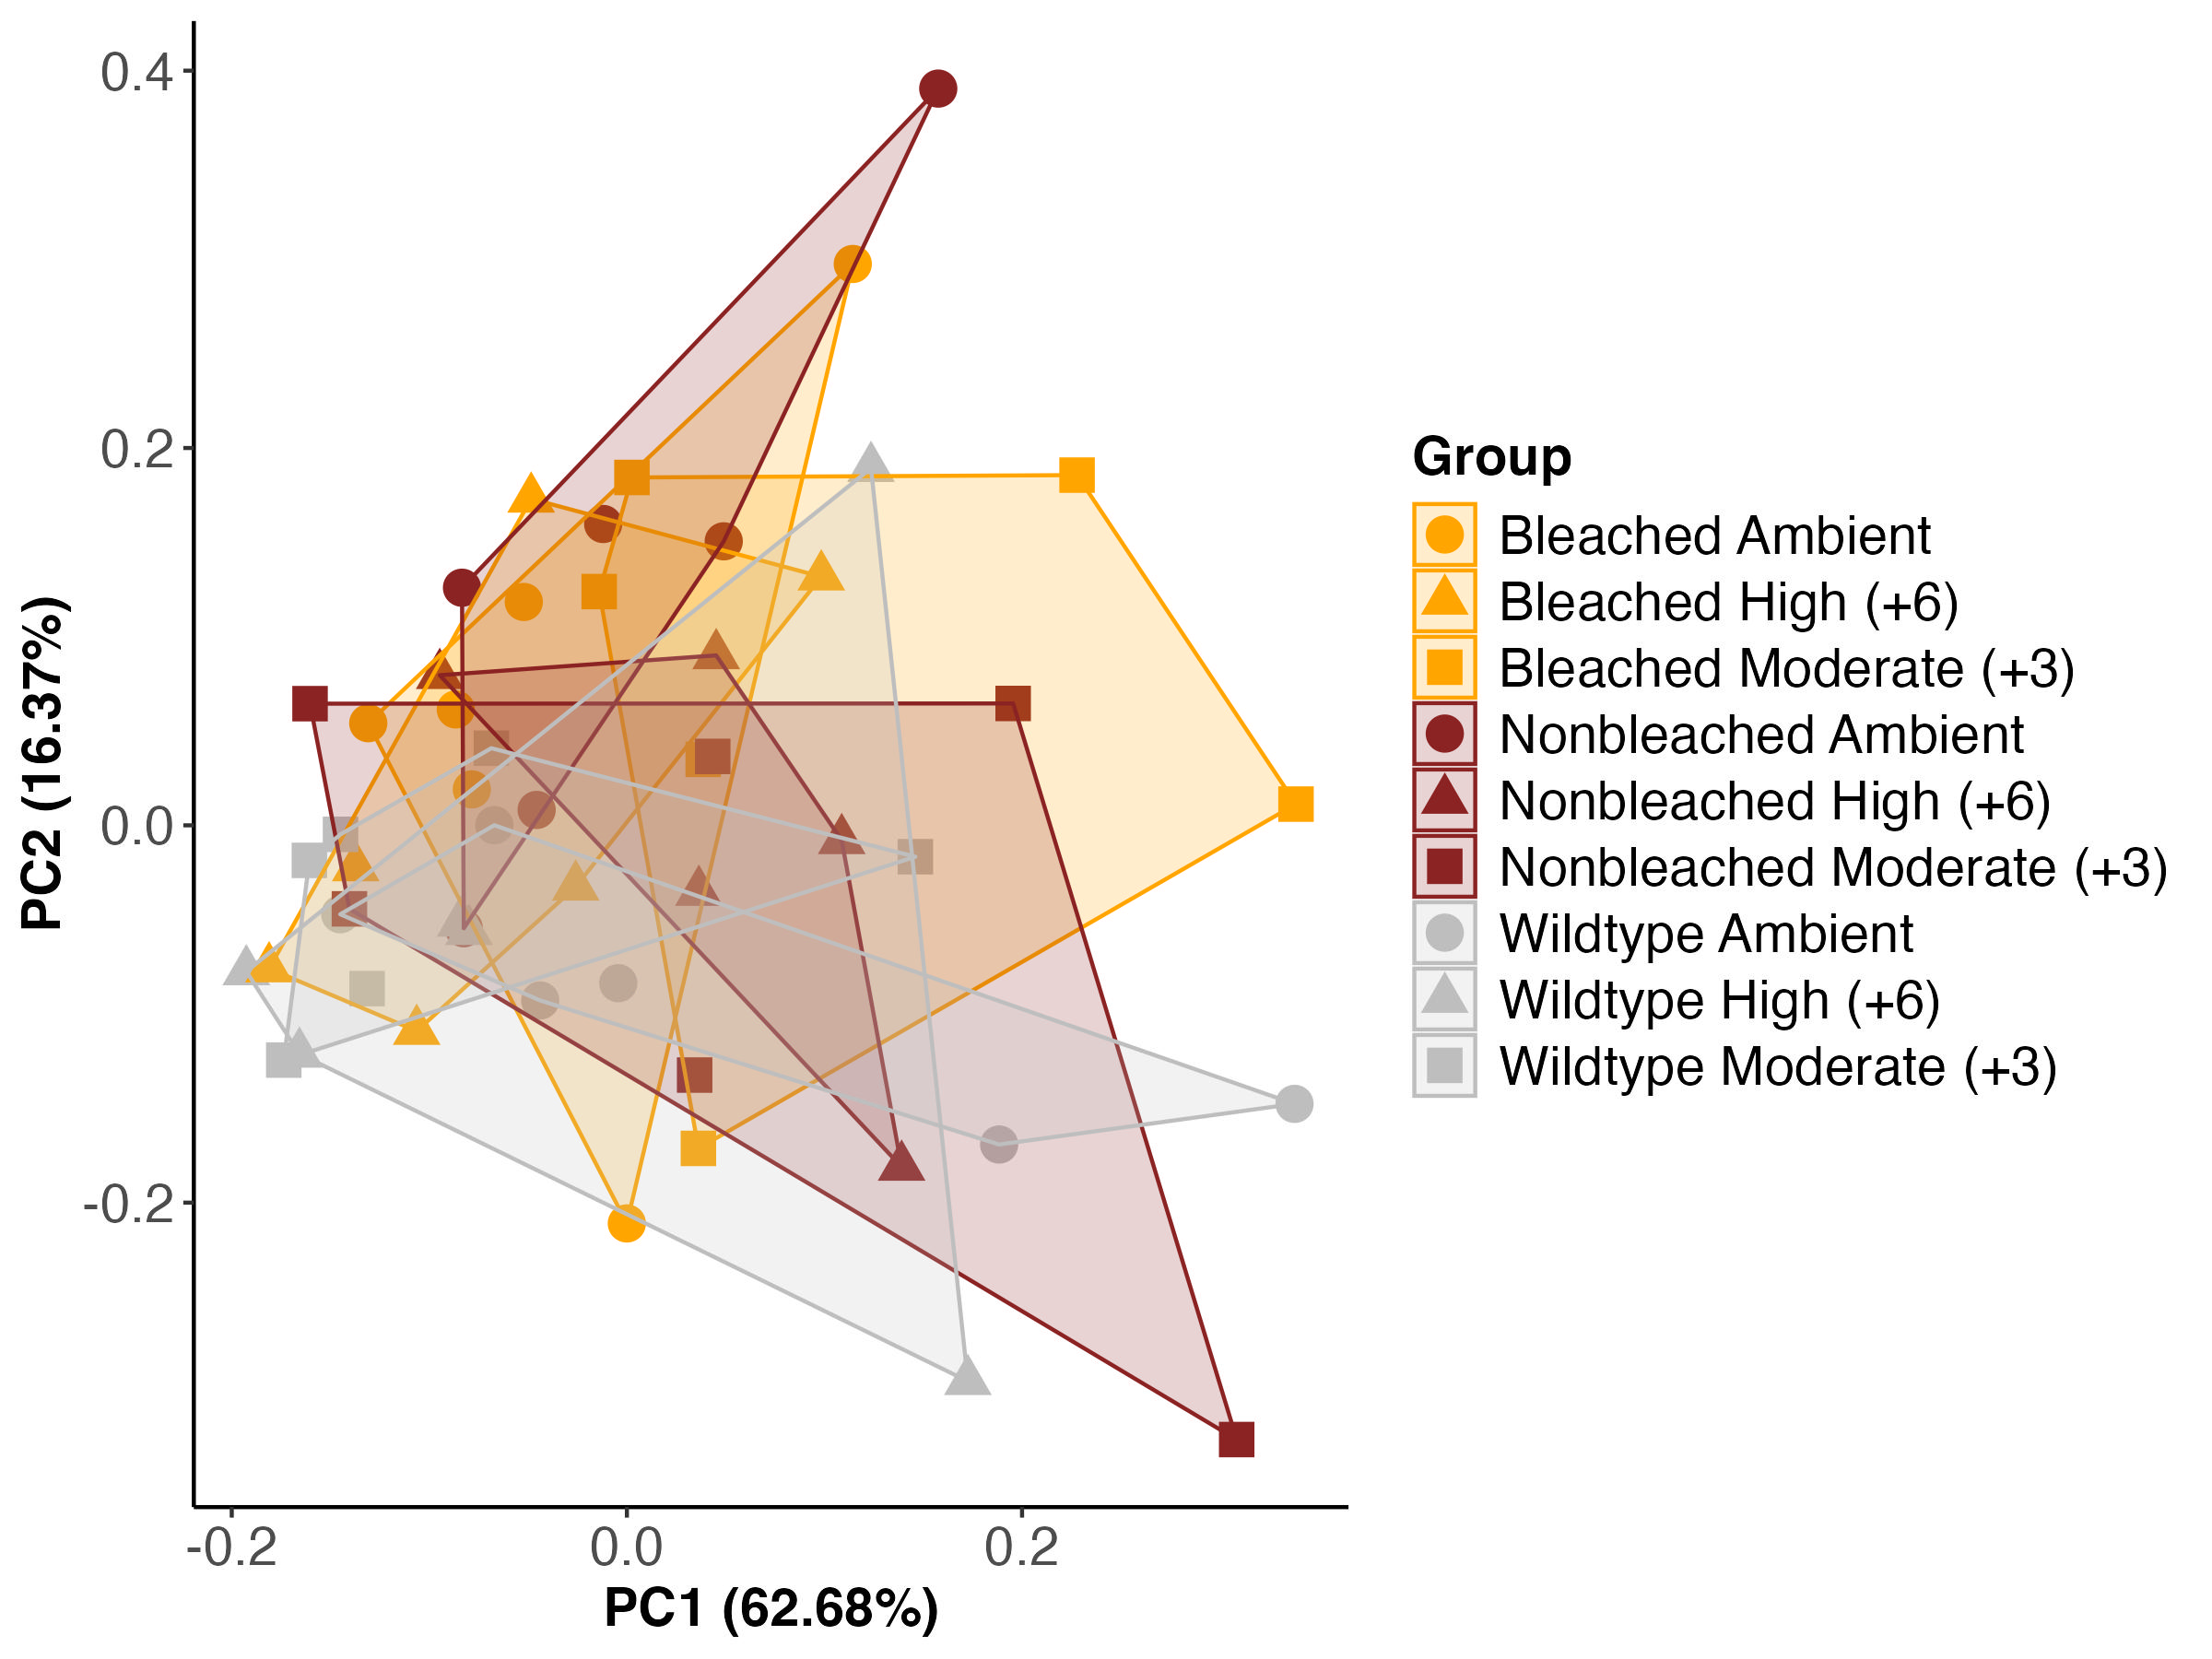 0.4
0.2
0.0
-0.2
PC2 (16.37%)
-0.2 0.0 0.2
PC1 (62.68%)
Group
Bleached Ambient
Bleached High (+6)
Bleached Moderate (+3)
Nonbleached Ambient
Nonbleached High (+6)
Nonbleached Moderate (+3)
Wildtype Ambient
Wildtype High (+6)
Wildtype Moderate (+3)